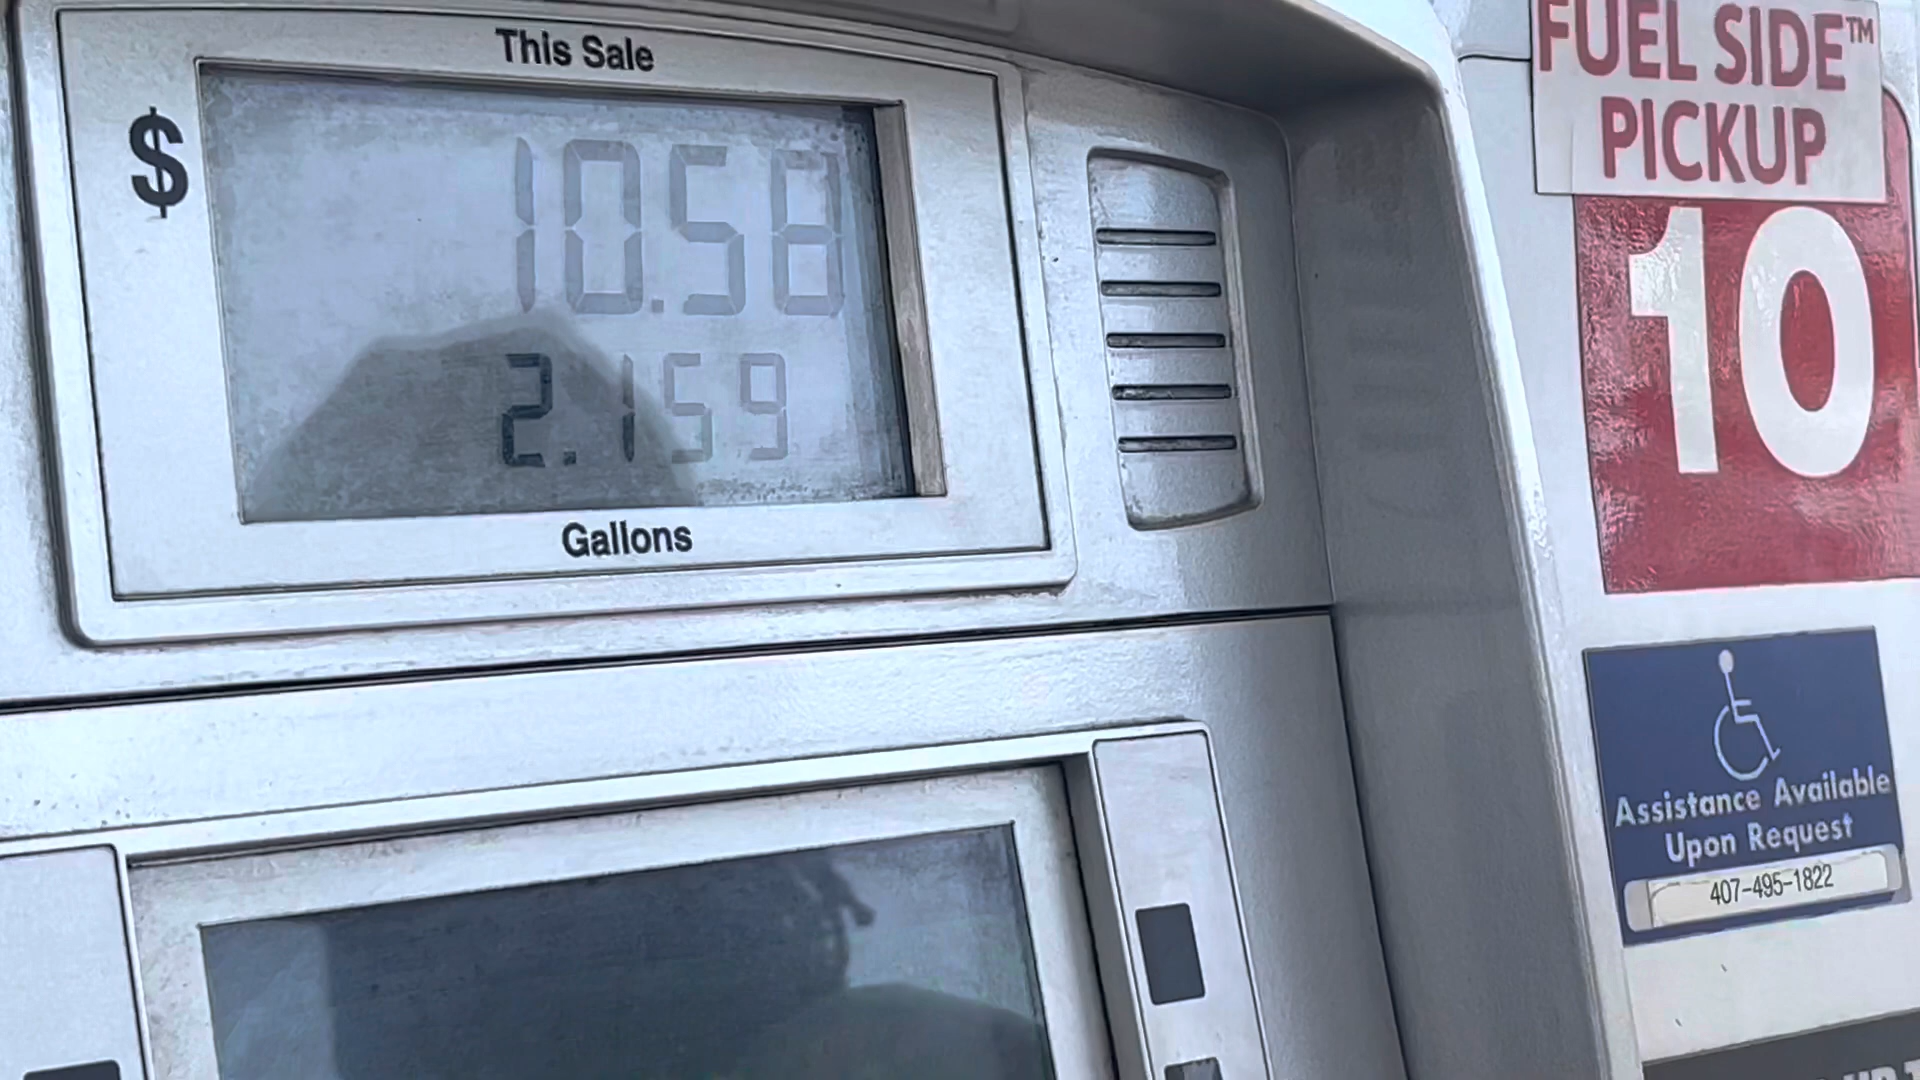 This Sale
$
10.58
2.159
Gallons
FUEL SIDE™
PICKUP
10
Assistance Available
Upon Request
407-495-1822